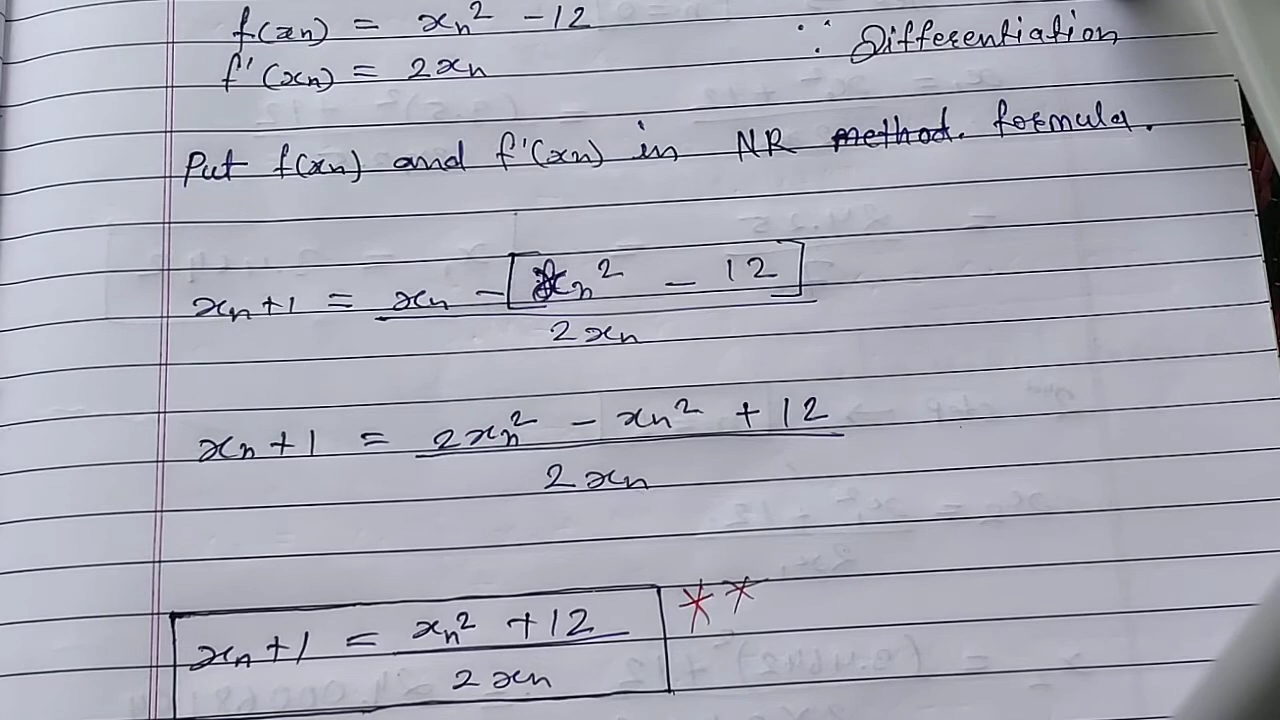 f(xn) = xn² - 12
∵ Differentiation
f'(xn) = 2xn
Put f(xn) and f'(xn) in NR method. formula.
xn+1 = xn - [xn² - 12]
2xn
xn+1 = 2xn² - xn² + 12
2xn
xn+1 = xn² + 12 **
2xn